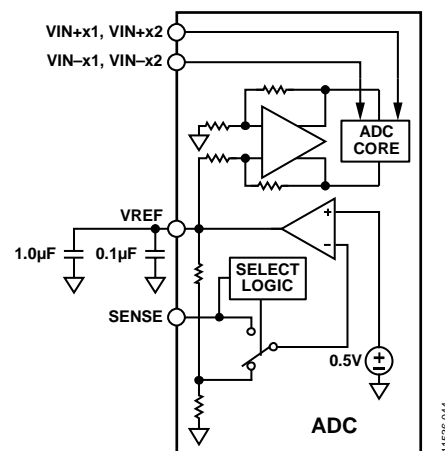 VIN+x1, VIN+x2
VIN–x1, VIN–x2
ADC
CORE
VREF
1.0µF
0.1µF
+
–
SELECT
LOGIC
SENSE
0.5V
ADC